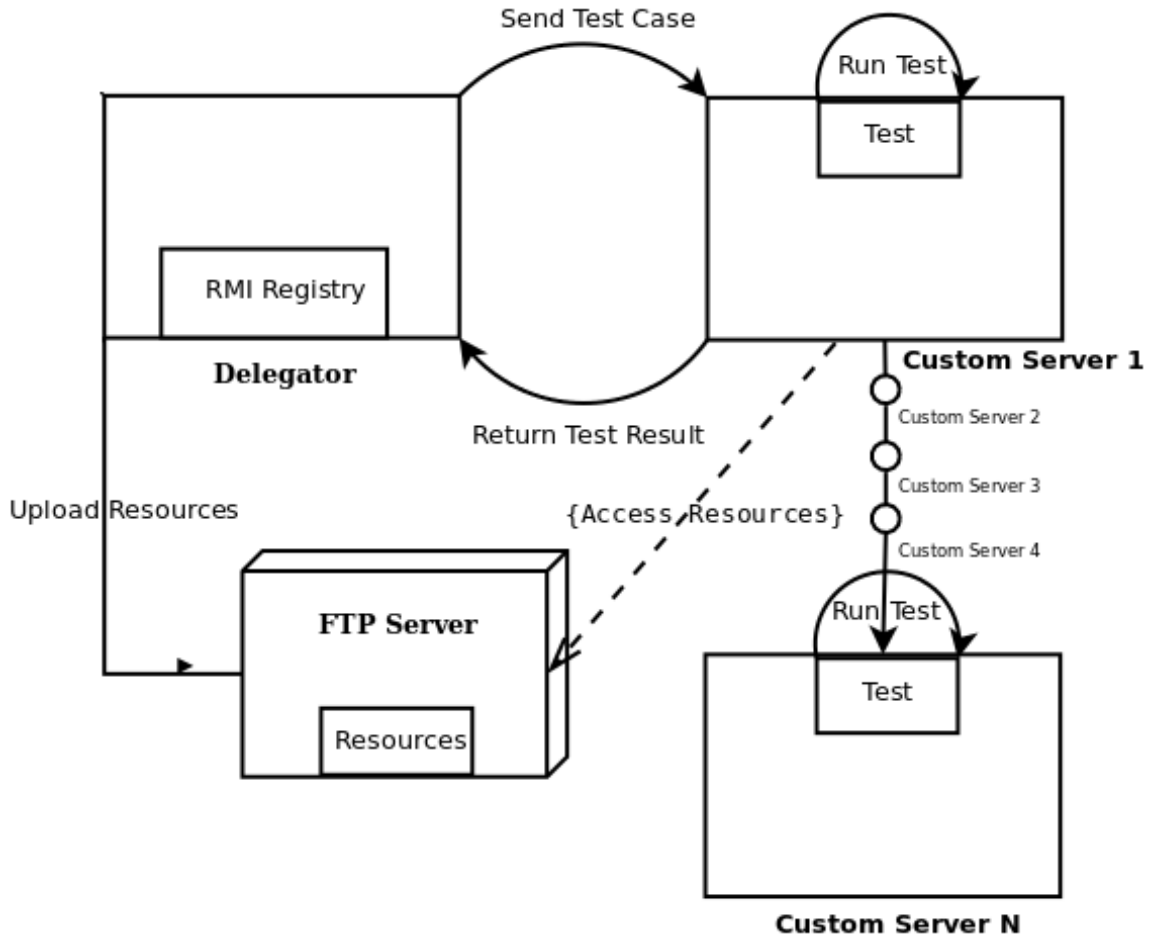 Send Test Case
Run Test
Test
RMI Registry
Delegator
Custom Server 1
Custom Server 2
Return Test Result
Custom Server 3
Upload Resources
{Access Resources}
Custom Server 4
Run Test
FTP Server
Test
Resources
Custom Server N